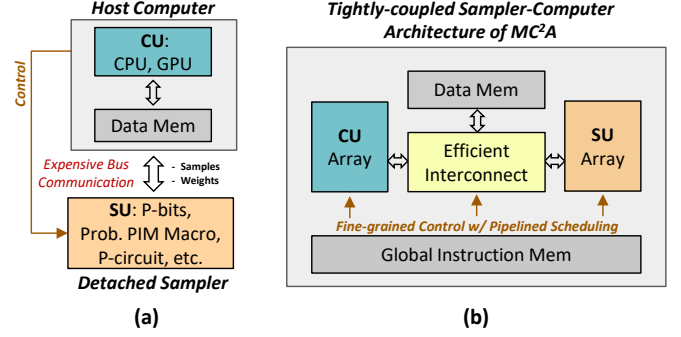 Host Computer
CU:
CPU, GPU
Control
Data Mem
Expensive Bus
Communication
- Samples
- Weights
SU: P-bits,
Prob. PIM Macro,
P-circuit, etc.
Detached Sampler
(a)
Tightly-coupled Sampler-Computer
Architecture of MC²A
Data Mem
CU
Array
Efficient
Interconnect
SU
Array
Fine-grained Control w/ Pipelined Scheduling
Global Instruction Mem
(b)